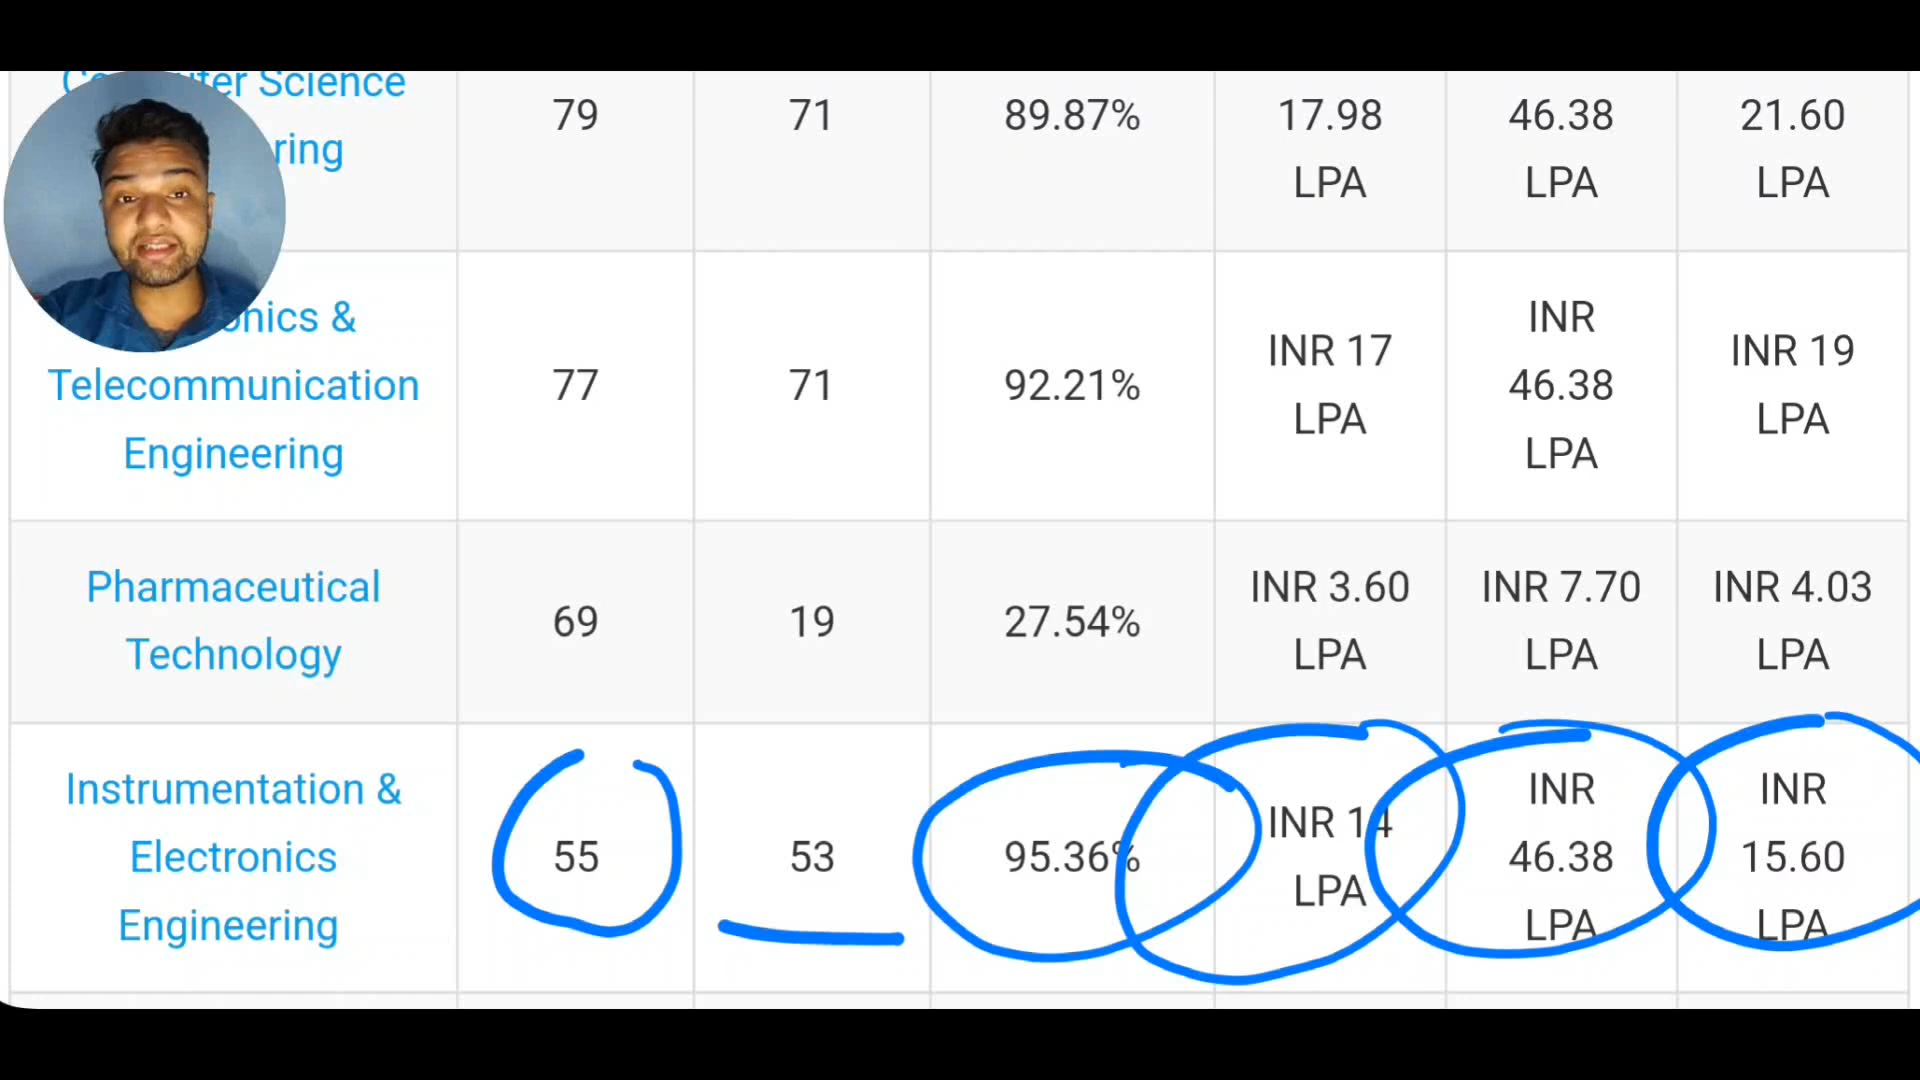 Science
79
71
89.87%
17.98
LPA
46.38
LPA
21.60
LPA
&
Telecommunication
Engineering
77
71
92.21%
INR 17
LPA
INR
46.38
LPA
INR 19
LPA
Pharmaceutical
Technology
69
19
27.54%
INR 3.60
LPA
INR 7.70
LPA
INR 4.03
LPA
Instrumentation &
Electronics
Engineering
55
53
95.36%
INR 14
LPA
INR
46.38
LPA
INR
15.60
LPA